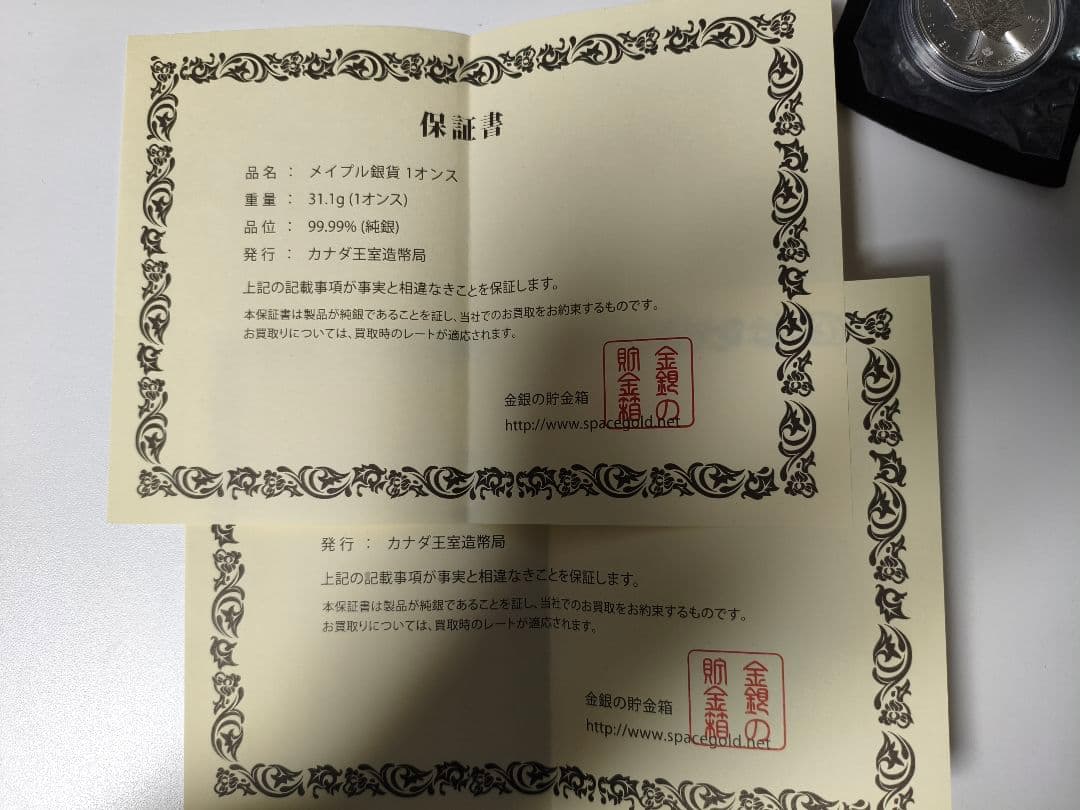 保証書
品名 : メイプル銀貨 1オンス
重量 : 31.1g (1オンス)
品位 : 99.99% (純銀)
発行 : カナダ王室造幣局
上記の記載事項が事実と相違なきことを保証します。
本保証書は製品が純銀であることを証し、当社でのお買取をお約束するものです。
お買取りについては、買取時のレートが適応されます。
金銀の貯金箱
http://www.spacegold.net
金銀の
貯金箱
発行 : カナダ王室造幣局
上記の記載事項が事実と相違なきことを保証します。
本保証書は製品が純銀であることを証し、当社でのお買取をお約束するものです。
お買取りについては、買取時のレートが適応されます。
金銀の貯金箱
http://www.spacegold.net
金銀の
貯金箱